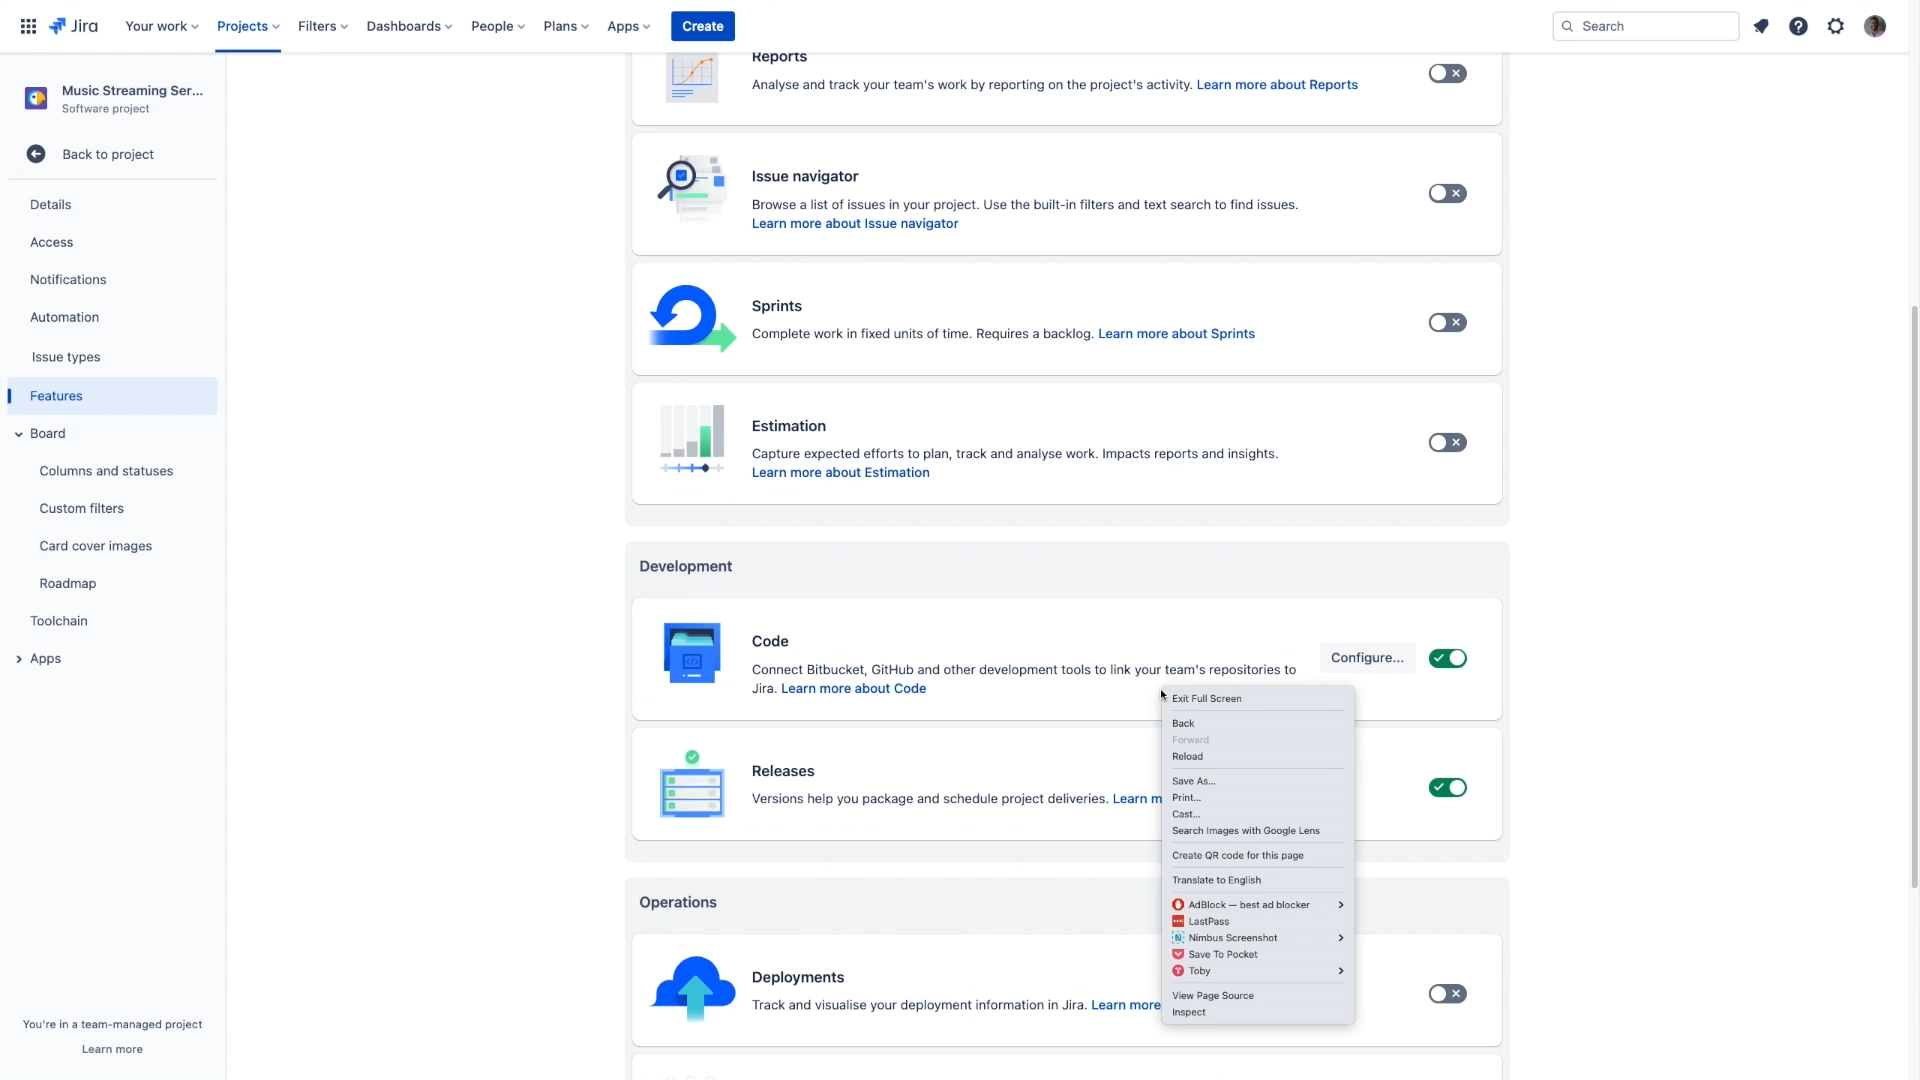 Jira
Your work
Projects
Filters
Dashboards
People
Plans
Apps
Create
Search
Music Streaming Ser...
Software project
Back to project
Details
Access
Notifications
Automation
Issue types
Features
Board
Columns and statuses
Custom filters
Card cover images
Roadmap
Toolchain
Apps
You're in a team-managed project
Learn more
Reports
Analyse and track your team's work by reporting on the project's activity. Learn more about Reports
Issue navigator
Browse a list of issues in your project. Use the built-in filters and text search to find issues.
Learn more about Issue navigator
Sprints
Complete work in fixed units of time. Requires a backlog. Learn more about Sprints
Estimation
Capture expected efforts to plan, track and analyse work. Impacts reports and insights.
Learn more about Estimation
Development
Code
Connect Bitbucket, GitHub and other development tools to link your team's repositories to
Jira. Learn more about Code
Configure...
Releases
Versions help you package and schedule project deliveries. Learn m
Operations
Deployments
Track and visualise your deployment information in Jira. Learn more
Exit Full Screen
Back
Forward
Reload
Save As...
Print...
Cast...
Search Images with Google Lens
Create QR code for this page
Translate to English
AdBlock — best ad blocker
LastPass
Nimbus Screenshot
Save To Pocket
Toby
View Page Source
Inspect